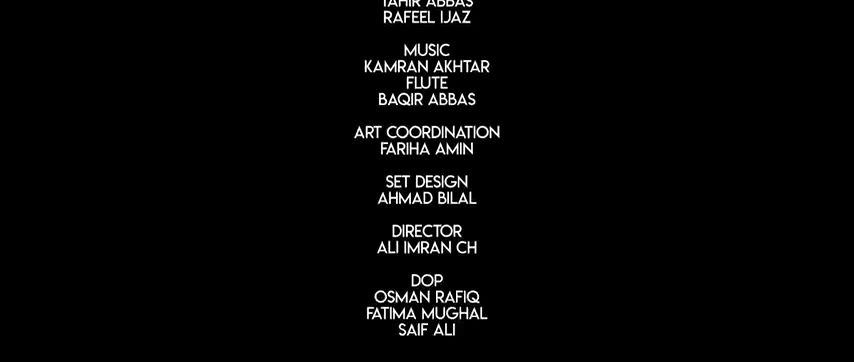 TAHIR ABBAS
RAFEEL IJAZ
MUSIC
KAMRAN AKHTAR
FLUTE
BAQIR ABBAS
ART COORDINATION
FARIHA AMIN
SET DESIGN
AHMAD BILAL
DIRECTOR
ALI IMRAN CH
DOP
OSMAN RAFIQ
FATIMA MUGHAL
SAIF ALI